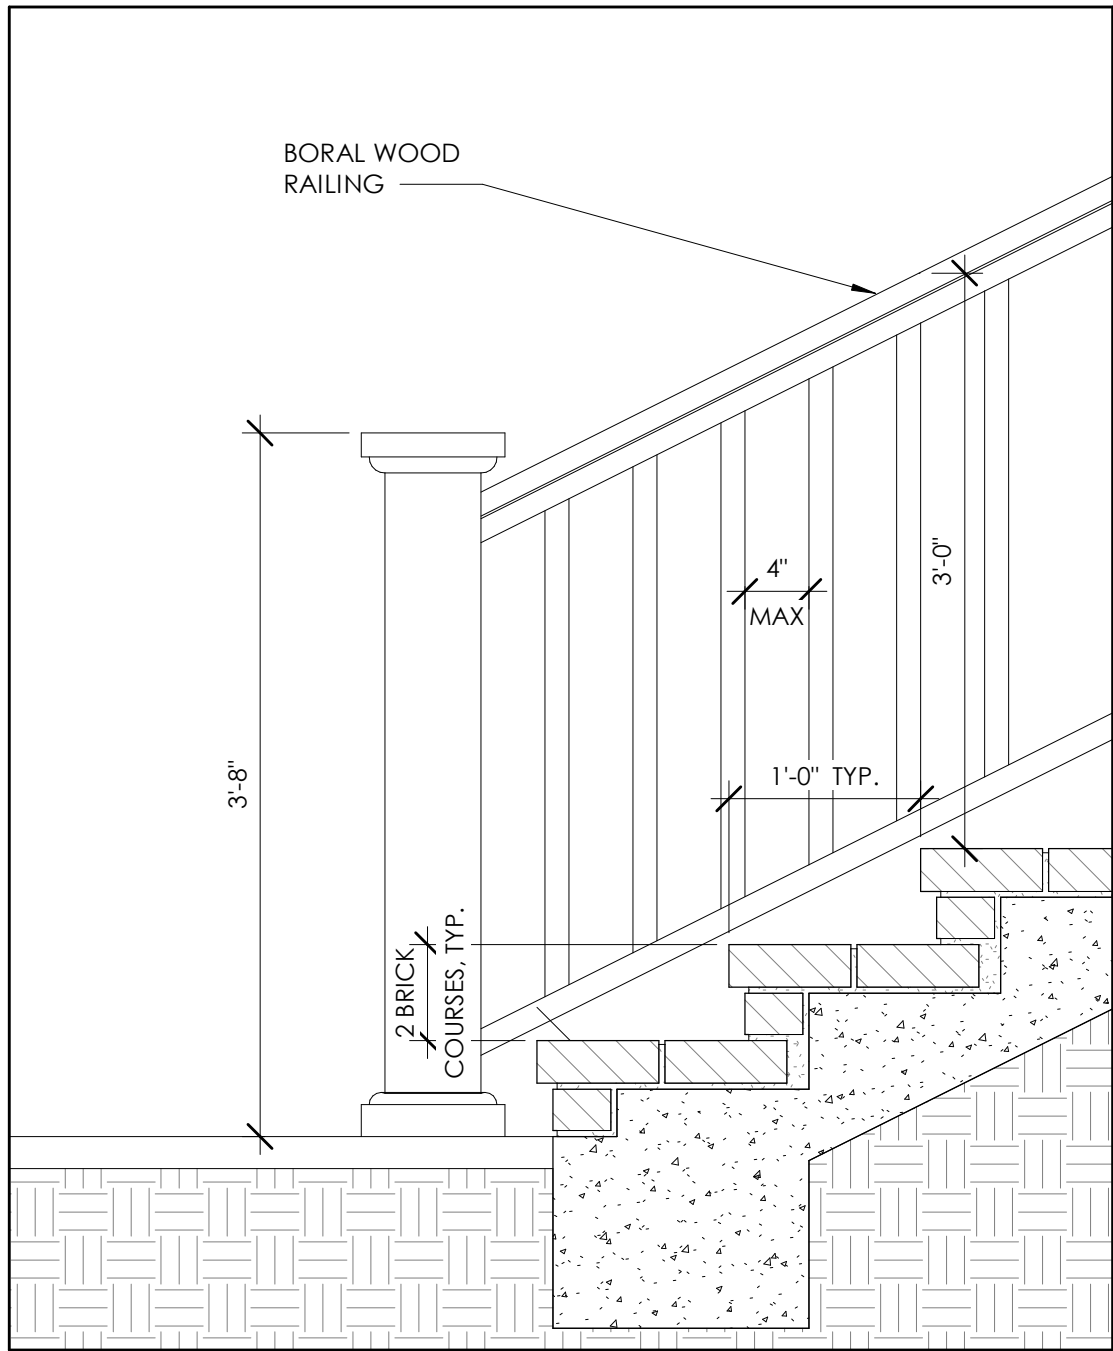 BORAL WOOD
RAILING
4"
MAX
3'-0"
1'-0" TYP.
3'-8"
2 BRICK
COURSES, TYP.